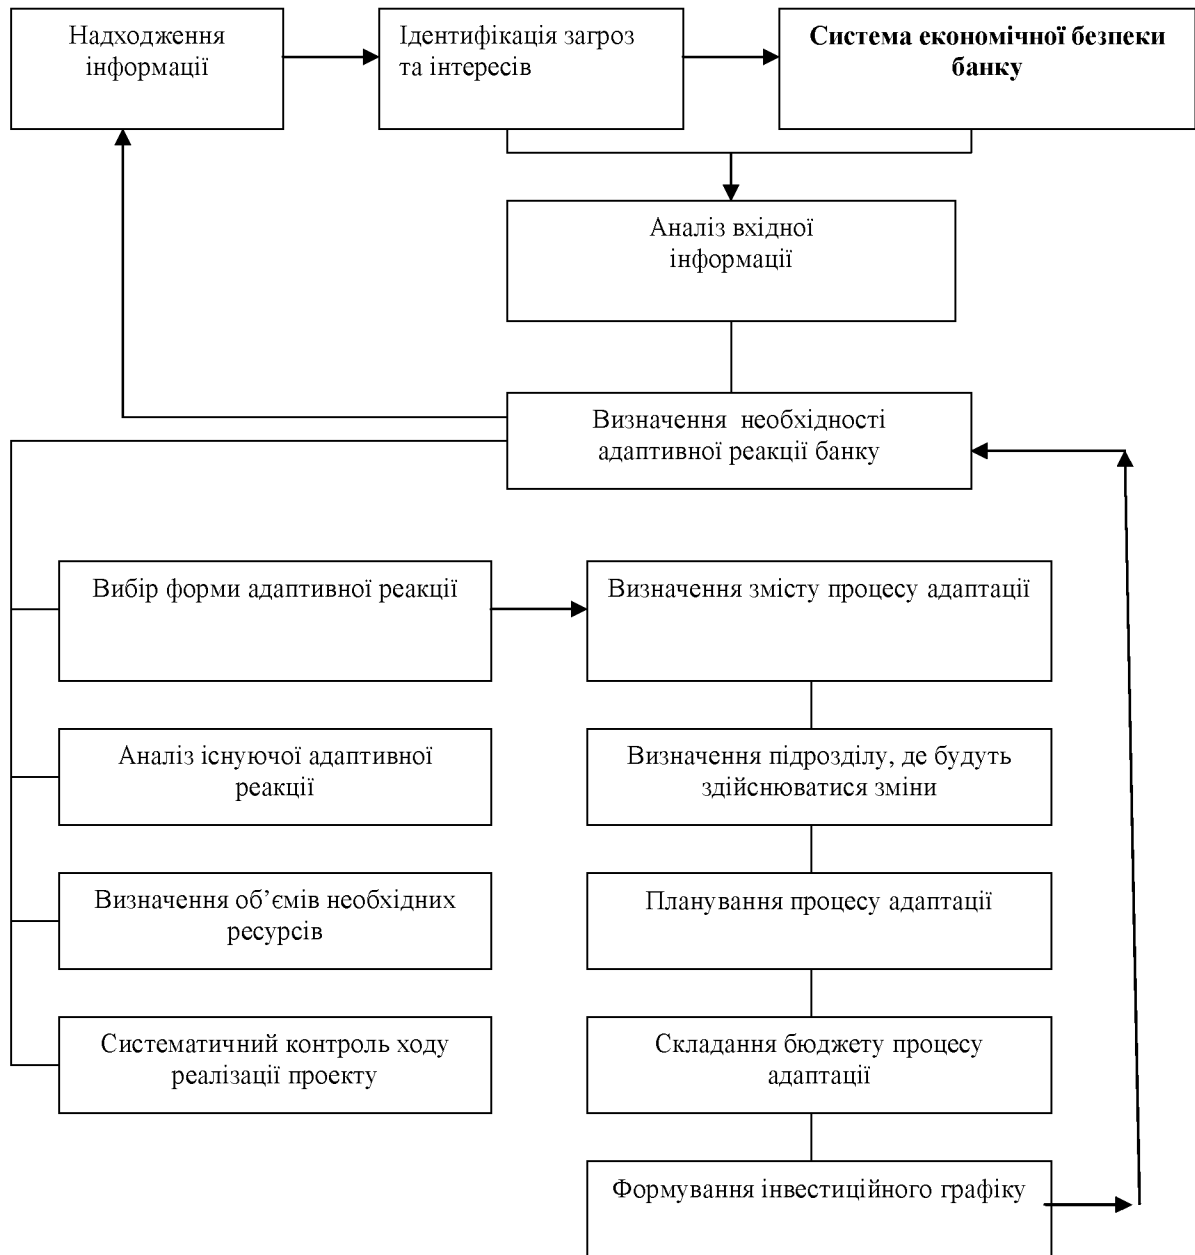 Надходження
інформації
Ідентифікація загроз
та інтересів
Система економічної безпеки
банку
Аналіз вхідної
інформації
Визначення необхідності
адаптивної реакції банку
Вибір форми адаптивної реакції
Визначення змісту процесу адаптації
Аналіз існуючої адаптивної
реакції
Визначення підрозділу, де будуть
здійснюватися зміни
Визначення об’ємів необхідних
ресурсів
Планування процесу адаптації
Систематичний контроль ходу
реалізації проекту
Складання бюджету процесу
адаптації
Формування інвестиційного графіку